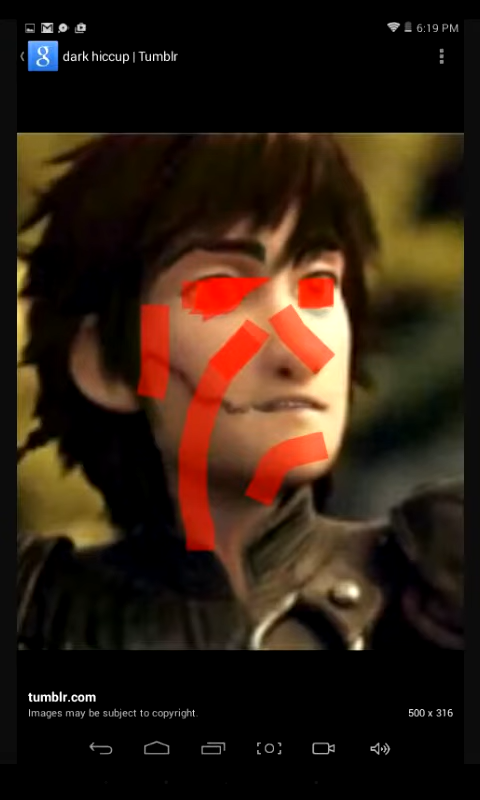 6:19 PM
g
dark hiccup | Tumblr
tumblr.com
Images may be subject to copyright.
500 x 316